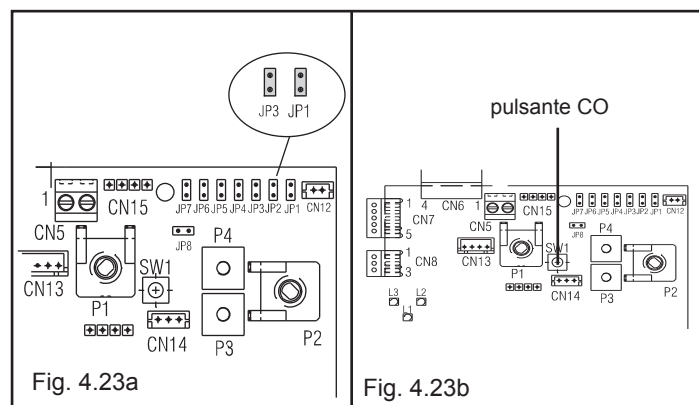 JP3 JP1
1
CN5
CN15
JP7 JP6 JP5 JP4 JP3 JP2 JP1
CN12
JP8
P4
CN13
SW1
P1
CN14
P3
P2
Fig. 4.23a
pulsante CO
4 CN6 1
1
CN7
5
1
CN8
3
CN5
CN15
JP7 JP6 JP5 JP4 JP3 JP2 JP1
CN12
JP8
P4
CN13
SW1
P1
CN14
P3
P2
L3 L2
L1
Fig. 4.23b